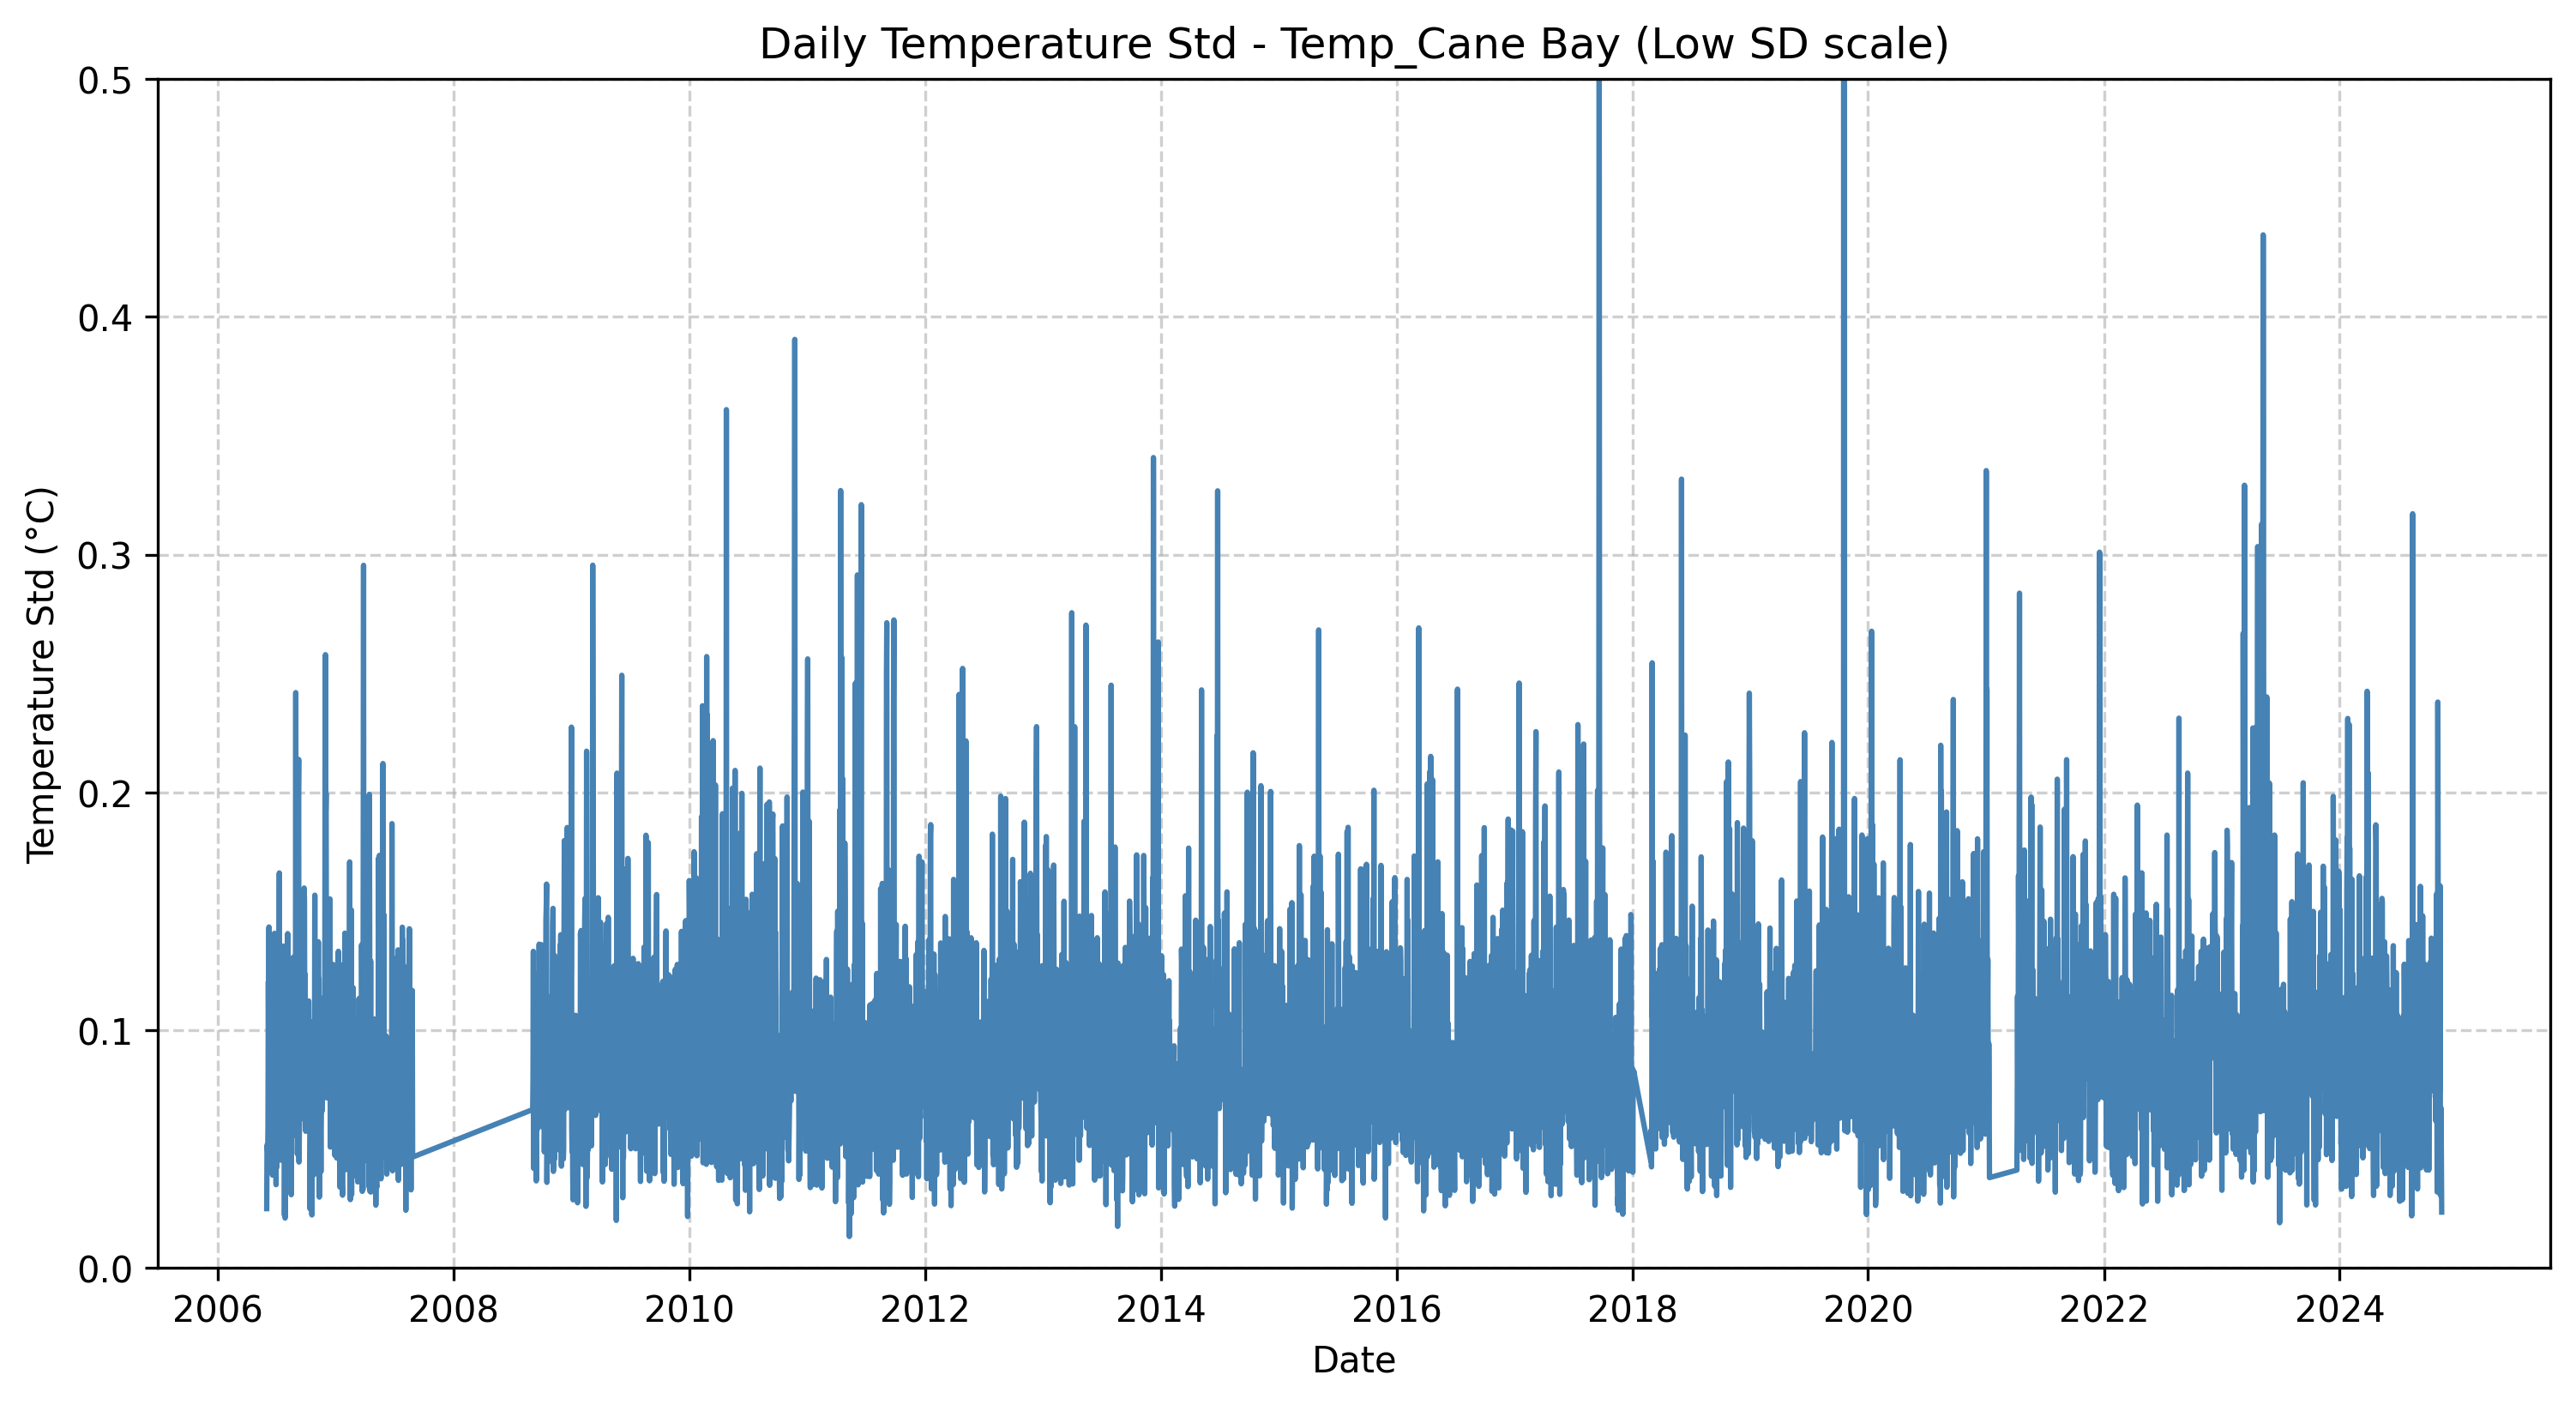 Daily Temperature Std - Temp_Cane Bay (Low SD scale)
Temperature Std (°C)
0.5
0.4
0.3
0.2
0.1
0.0
2006 2008 2010 2012 2014 2016 2018 2020 2022 2024
Date